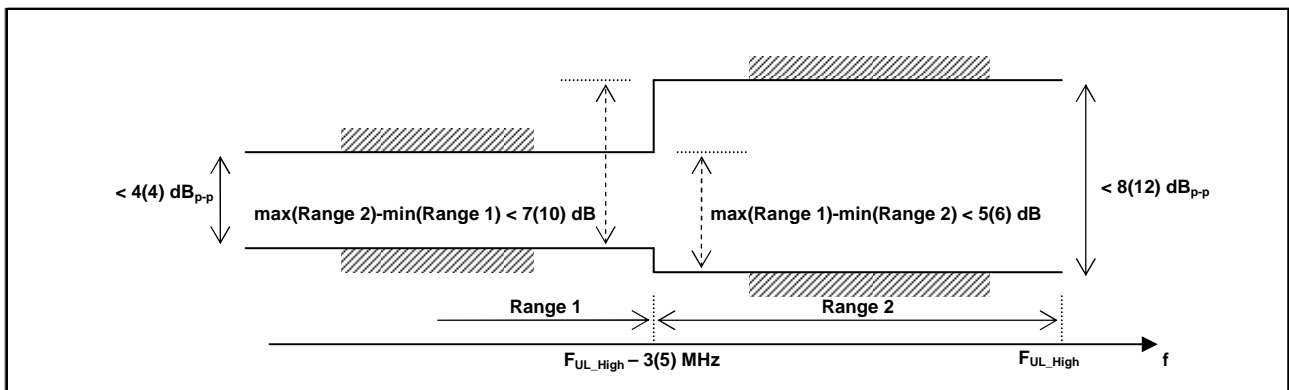 < 4(4) dBp-p
max(Range 2)-min(Range 1) < 7(10) dB
max(Range 1)-min(Range 2) < 5(6) dB
< 8(12) dBp-p
Range 1
Range 2
FUL_High – 3(5) MHz
FUL_High
f